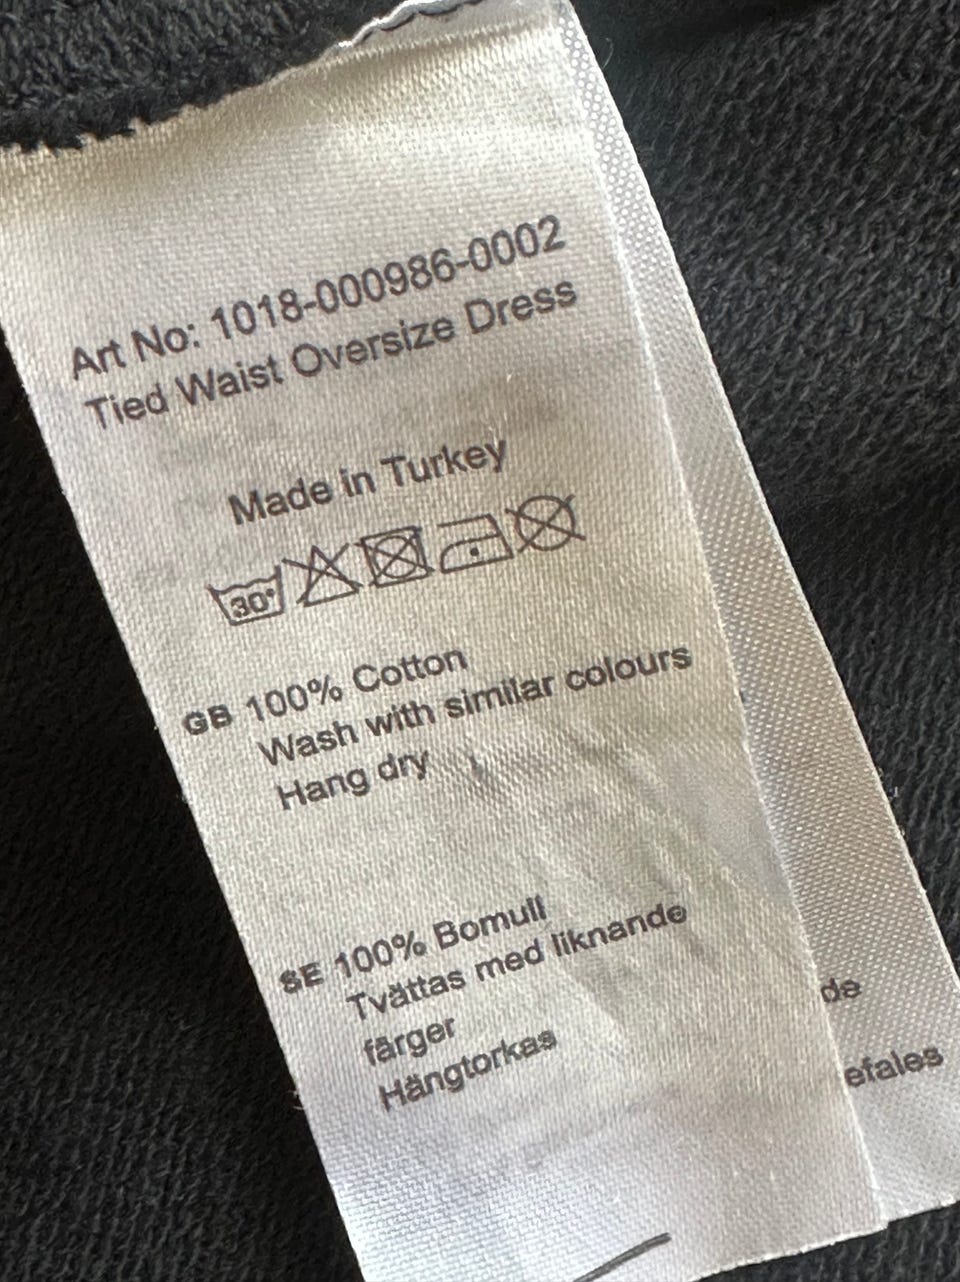 Art No: 1018-000986-0002
Tied Waist Oversize Dress
Made in Turkey
30°
GB 100% Cotton
Wash with similar colours
Hang dry
SE 100% Bomull
Tvättas med liknande
färger
Hängtorkas
de
efales